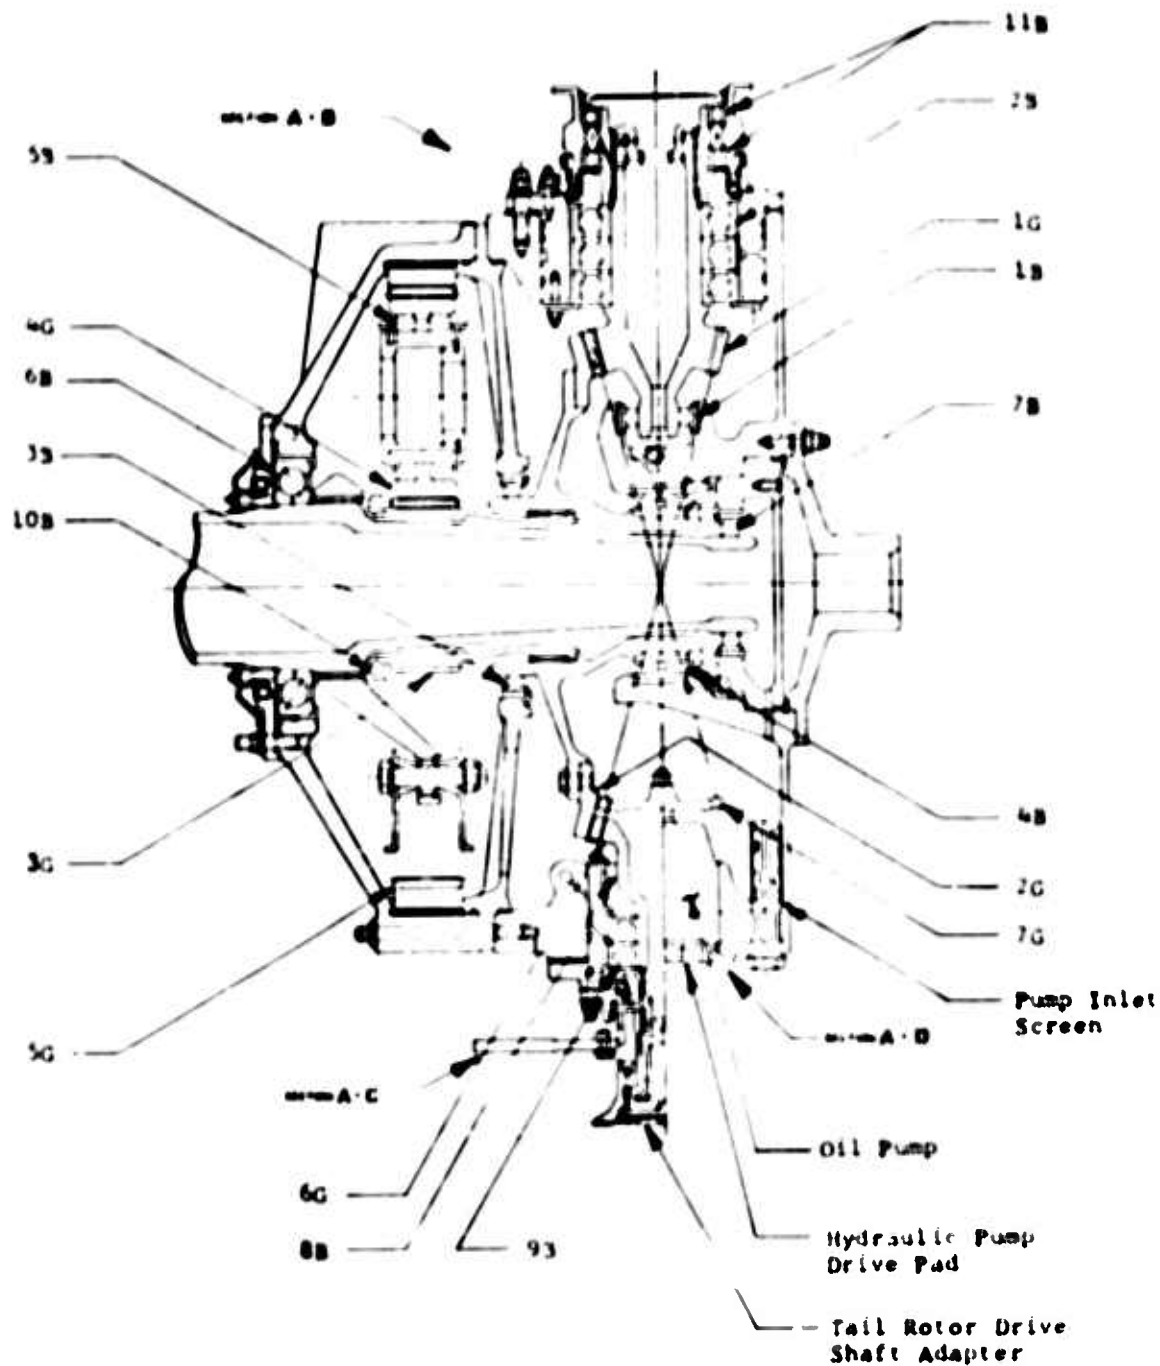 11B
2B
A·B
5B
1G
1B
4G
6B
7B
3B
10B
4B
3G
2G
7G
Pump Inlet
Screen
5G
A·D
A·C
Oil Pump
6G
8B
9B
Hydraulic Pump
Drive Pad
Tail Rotor Drive
Shaft Adapter